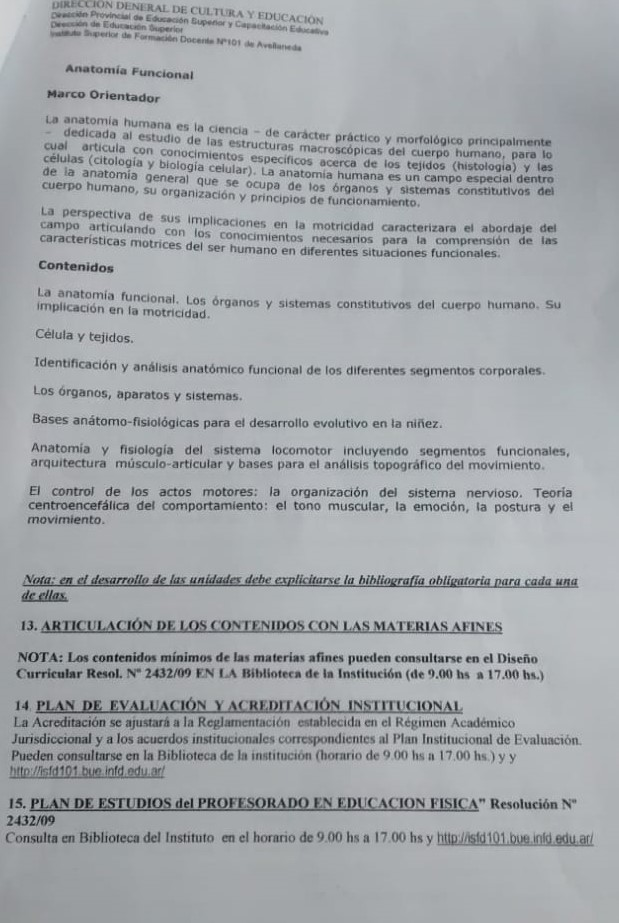 DIRECCIÓN DENERAL DE CULTURA Y EDUCACIÓN
Dirección Provincial de Educación Superior y Capacitación Educativa
Dirección de Educación Superior
Instituto Superior de Formación Docente Nº101 de Avellaneda
Anatomía Funcional
Marco Orientador
La anatomía humana es la ciencia – de carácter práctico y morfológico principalmente
– dedicada al estudio de las estructuras macroscópicas del cuerpo humano, para lo
cual articula con conocimientos específicos acerca de los tejidos (histología) y las
células (citología y biología celular). La anatomía humana es un campo especial dentro
de la anatomía general que se ocupa de los órganos y sistemas constitutivos del
cuerpo humano, su organización y principios de funcionamiento.
La perspectiva de sus implicaciones en la motricidad caracterizara el abordaje del
campo articulando con los conocimientos necesarios para la comprensión de las
características motrices del ser humano en diferentes situaciones funcionales.
Contenidos
La anatomía funcional. Los órganos y sistemas constitutivos del cuerpo humano. Su
implicación en la motricidad.
Célula y tejidos.
Identificación y análisis anatómico funcional de los diferentes segmentos corporales.
Los órganos, aparatos y sistemas.
Bases anátomo-fisiológicas para el desarrollo evolutivo en la niñez.
Anatomía y fisiología del sistema locomotor incluyendo segmentos funcionales,
arquitectura músculo-articular y bases para el análisis topográfico del movimiento.
El control de los actos motores: la organización del sistema nervioso. Teoría
centroencefálica del comportamiento: el tono muscular, la emoción, la postura y el
movimiento.
Nota: en el desarrollo de las unidades debe explicitarse la bibliografía obligatoria para cada una
de ellas.
13. ARTICULACIÓN DE LOS CONTENIDOS CON LAS MATERIAS AFINES
NOTA: Los contenidos mínimos de las materias afines pueden consultarse en el Diseño
Curricular Resol. Nº 2432/09 EN LA Biblioteca de la Institución (de 9.00 hs a 17.00 hs.)
14. PLAN DE EVALUACIÓN Y ACREDITACIÓN INSTITUCIONAL
La Acreditación se ajustará a la Reglamentación establecida en el Régimen Académico
Jurisdiccional y a los acuerdos institucionales correspondientes al Plan Institucional de Evaluación.
Pueden consultarse en la Biblioteca de la institución (horario de 9.00 hs a 17.00 hs.) y y
http://isfd101.bue.infd.edu.ar/
15. PLAN DE ESTUDIOS del PROFESORADO EN EDUCACION FISICA" Resolución Nº
2432/09
Consulta en Biblioteca del Instituto en el horario de 9.00 hs a 17.00 hs y http://isfd101.bue.infd.edu.ar/